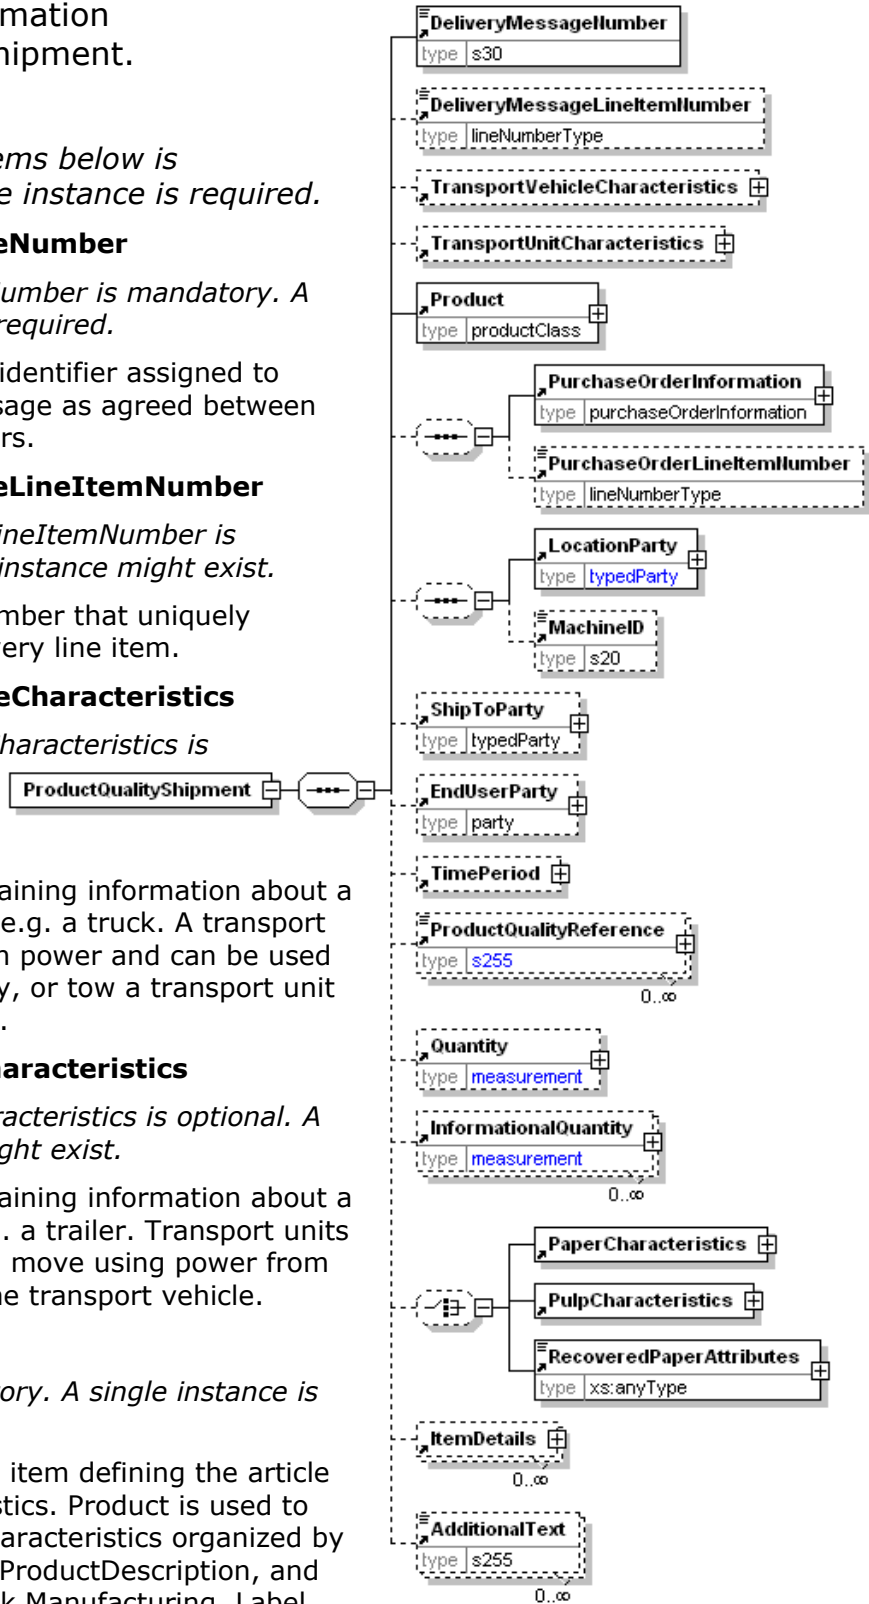 mation
hipment.
ems below is
e instance is required.
eNumber
lumber is mandatory. A
required.
identifier assigned to
sage as agreed between
rs.
eLineItemNumber
ineItemNumber is
instance might exist.
mber that uniquely
very line item.
eCharacteristics
Characteristics is
aining information about a
e.g. a truck. A transport
n power and can be used
y, or tow a transport unit
.
haracteristics
racteristics is optional. A
ght exist.
aining information about a
. a trailer. Transport units
move using power from
he transport vehicle.
tory. A single instance is
item defining the article
stics. Product is used to
haracteristics organized by
ProductDescription, and
k Manufacturing, Label
ProductQualityShipment
DeliveryMessageNumber
type s30
DeliveryMessageLineItemNumber
type lineNumberType
TransportVehicleCharacteristics
TransportUnitCharacteristics
Product
type productClass
PurchaseOrderInformation
type purchaseOrderInformation
PurchaseOrderLineItemNumber
type lineNumberType
LocationParty
type typedParty
MachineID
type s20
ShipToParty
type typedParty
EndUserParty
type party
TimePeriod
ProductQualityReference
type s255
0..∞
Quantity
type measurement
InformationalQuantity
type measurement
0..∞
PaperCharacteristics
PulpCharacteristics
RecoveredPaperAttributes
type xs:anyType
ItemDetails
0..∞
AdditionalText
type s255
0..∞